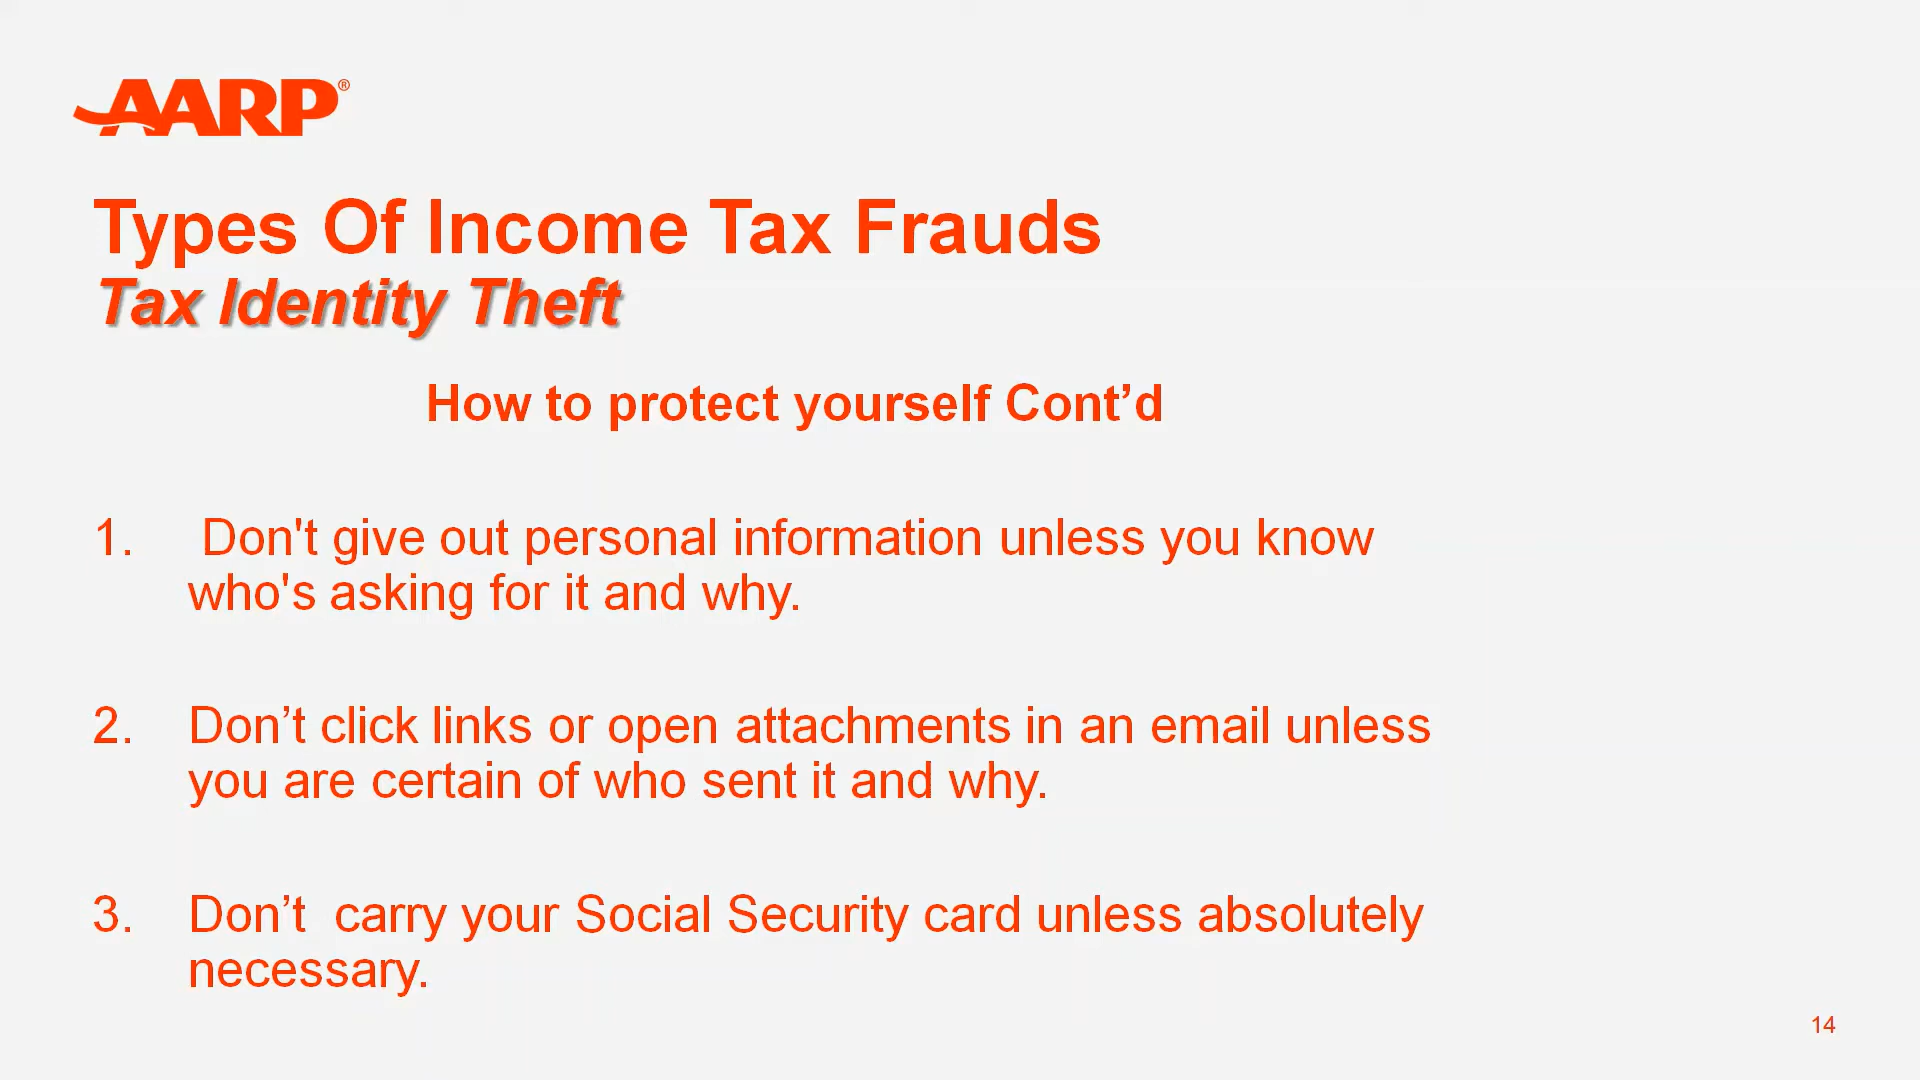 AARP®
Types Of Income Tax Frauds
Tax Identity Theft
How to protect yourself Cont’d
1. Don't give out personal information unless you know
who's asking for it and why.
2. Don’t click links or open attachments in an email unless
you are certain of who sent it and why.
3. Don’t  carry your Social Security card unless absolutely
necessary.
14